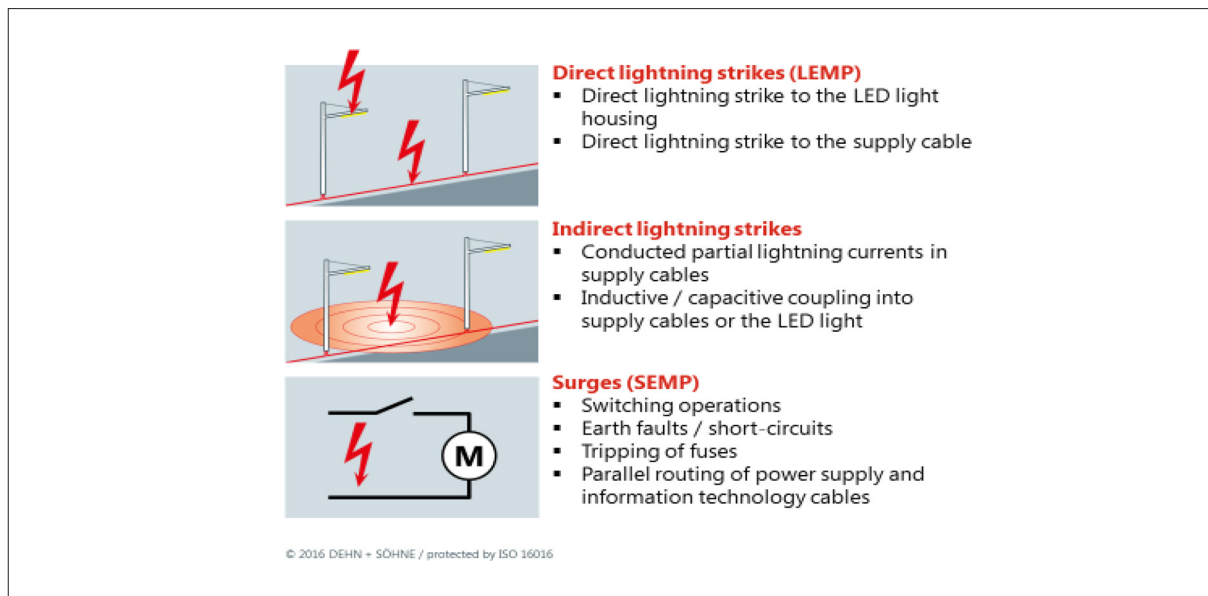 Direct lightning strikes (LEMP)
▪ Direct lightning strike to the LED light
housing
▪ Direct lightning strike to the supply cable
Indirect lightning strikes
▪ Conducted partial lightning currents in
supply cables
▪ Inductive / capacitive coupling into
supply cables or the LED light
M
Surges (SEMP)
▪ Switching operations
▪ Earth faults / short-circuits
▪ Tripping of fuses
▪ Parallel routing of power supply and
information technology cables
© 2016 DEHN + SÖHNE / protected by ISO 16016